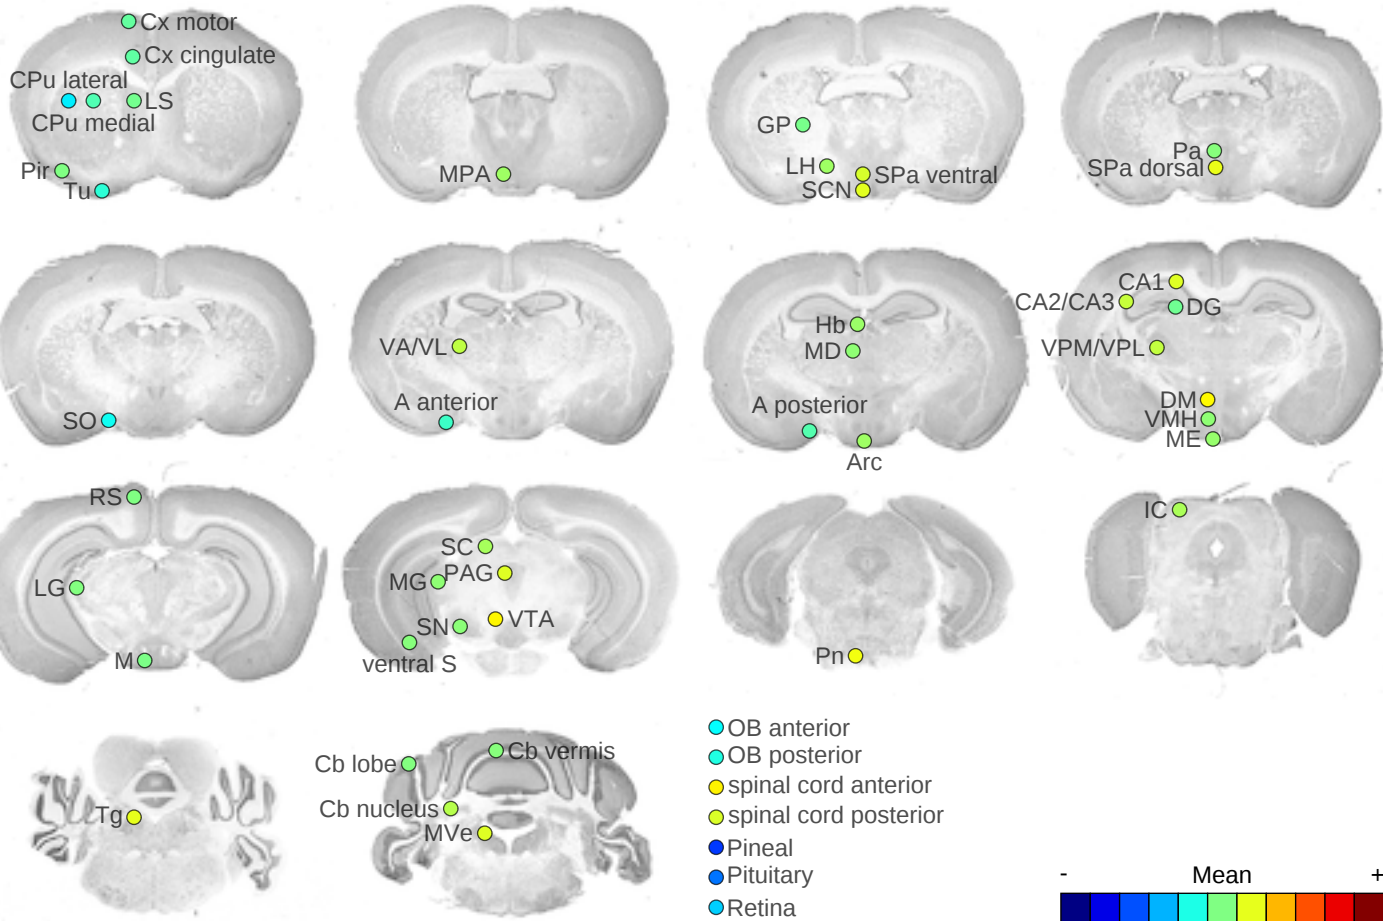 Cx motor
Cx cingulate
CPu lateral
LS
CPu medial
Pir
Tu
MPA
GP
LH
SPa ventral
SCN
Pa
SPa dorsal
SO
VA/VL
A anterior
Hb
MD
A posterior
Arc
CA1
CA2/CA3
DG
VPM/VPL
DM
VMH
ME
RS
LG
M
SC
MG
PAG
SN
VTA
ventral S
Pn
IC
Tg
Cb lobe
Cb vermis
Cb nucleus
MVe
OB anterior
OB posterior
spinal cord anterior
spinal cord posterior
Pineal
Pituitary
Retina
- Mean +